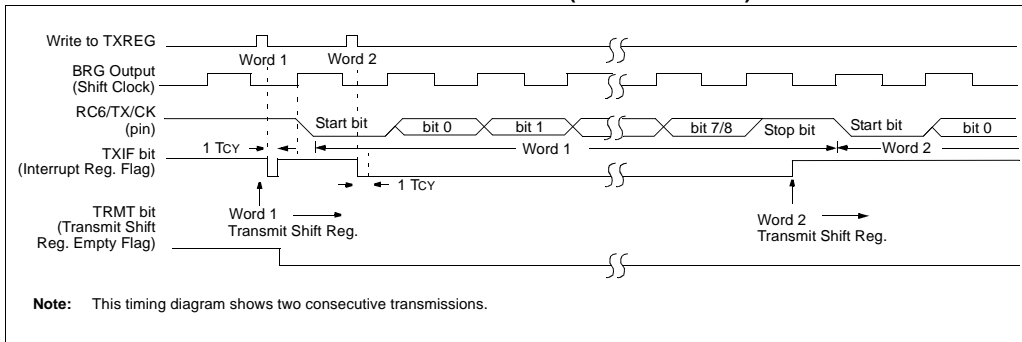 Write to TXREG
Word 1
Word 2
BRG Output
(Shift Clock)
RC6/TX/CK
(pin)
Start bit
bit 0
bit 1
bit 7/8
Stop bit
Start bit
bit 0
TXIF bit
(Interrupt Reg. Flag)
1 TCY
Word 1
Word 2
1 TCY
TRMT bit
(Transmit Shift
Reg. Empty Flag)
Word 1
Transmit Shift Reg.
Word 2
Transmit Shift Reg.
Note: This timing diagram shows two consecutive transmissions.